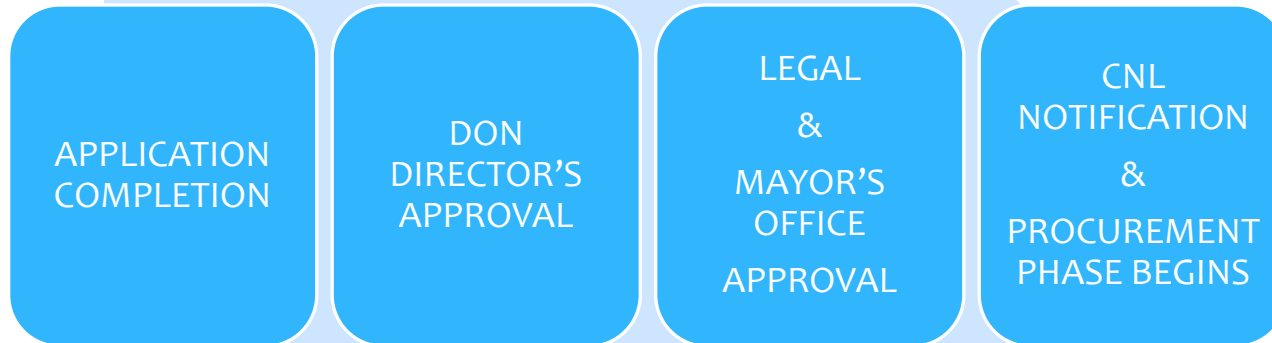 APPLICATION
COMPLETION
DON
DIRECTOR’S
APPROVAL
LEGAL
&
MAYOR’S
OFFICE
APPROVAL
CNL
NOTIFICATION
&
PROCUREMENT
PHASE BEGINS